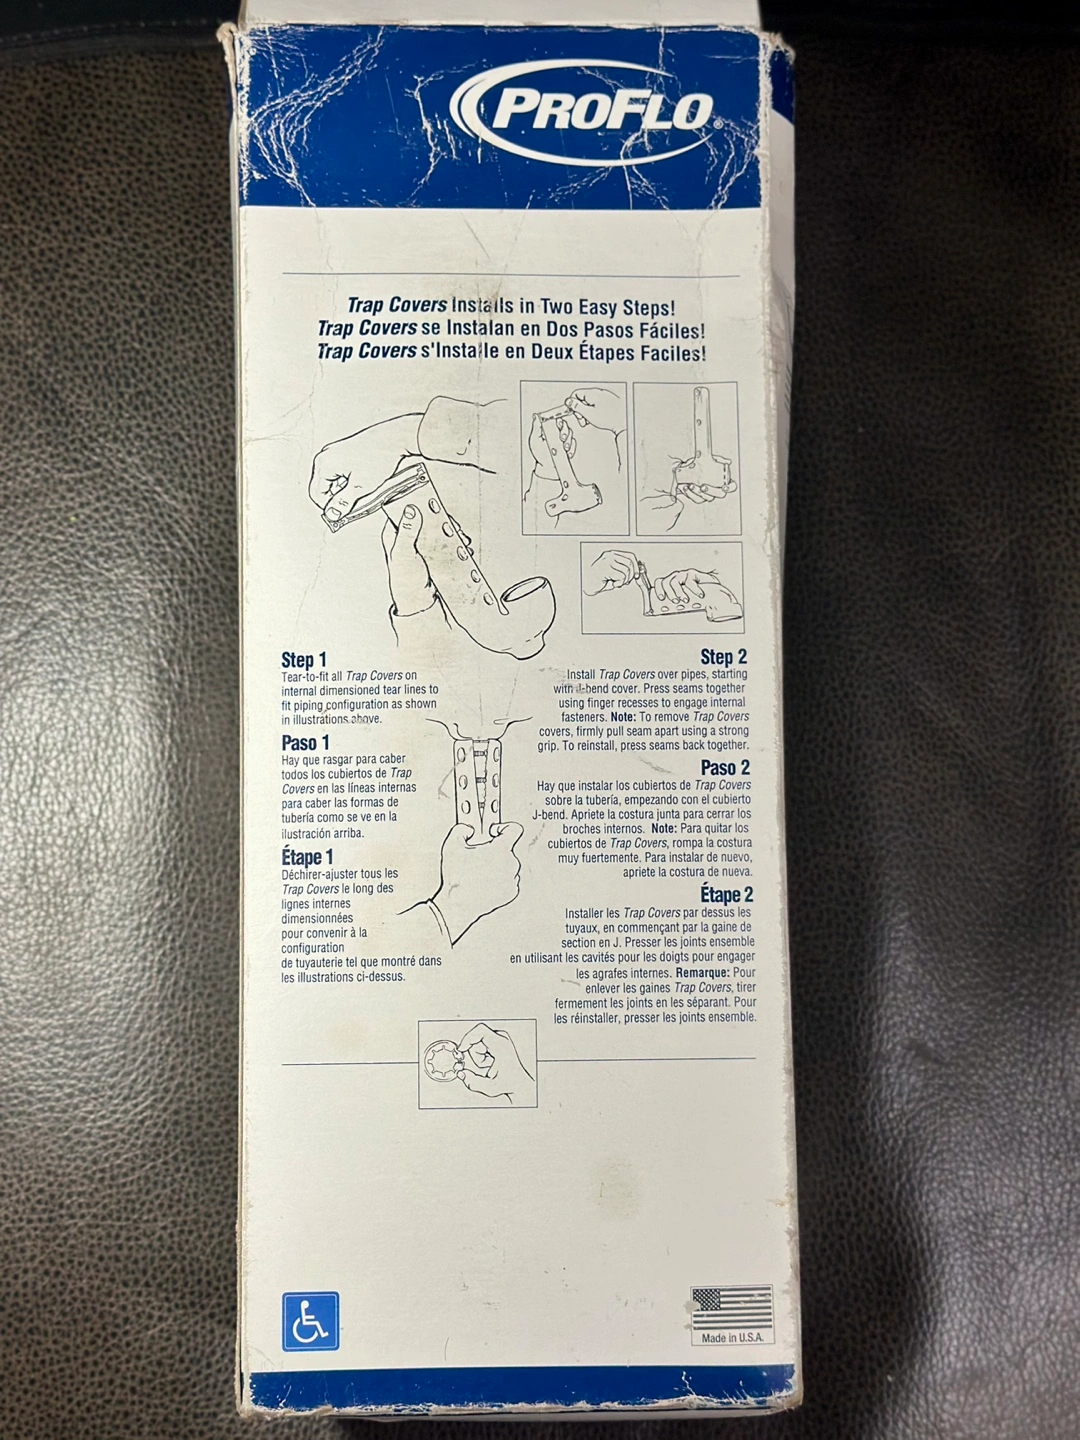 PROFLO®
Trap Covers Installs in Two Easy Steps!
Trap Covers se Instalan en Dos Pasos Fáciles!
Trap Covers s'Installe en Deux Étapes Faciles!
Step 1
Tear-to-fit all Trap Covers on
internal dimensioned tear lines to
fit piping configuration as shown
in illustrations above.
Paso 1
Hay que rasgar para caber
todos los cubiertos de Trap
Covers en las líneas internas
para caber las formas de
tubería como se ve en la
ilustración arriba.
Étape 1
Déchirer-ajuster tous les
Trap Covers le long des
lignes internes
dimensionnées
pour convenir à la
configuration
de tuyauterie tel que montré dans
les illustrations ci-dessus.
Step 2
Install Trap Covers over pipes, starting
with J-bend cover. Press seams together
using finger recesses to engage internal
fasteners. Note: To remove Trap Covers
covers, firmly pull seam apart using a strong
grip. To reinstall, press seams back together.
Paso 2
Hay que instalar los cubiertos de Trap Covers
sobre la tubería, empezando con el cubierto
J-bend. Apriete la costura junta para cerrar los
broches internos. Note: Para quitar los
cubiertos de Trap Covers, rompa la costura
muy fuertemente. Para instalar de nuevo,
apriete la costura de nueva.
Étape 2
Installer les Trap Covers par dessus les
tuyaux, en commençant par la gaine de
section en J. Presser les joints ensemble
en utilisant les cavités pour les doigts pour engager
les agrafes internes. Remarque: Pour
enlever les gaines Trap Covers, tirer
fermement les joints en les séparant. Pour
les réinstaller, presser les joints ensemble.
Made in U.S.A.